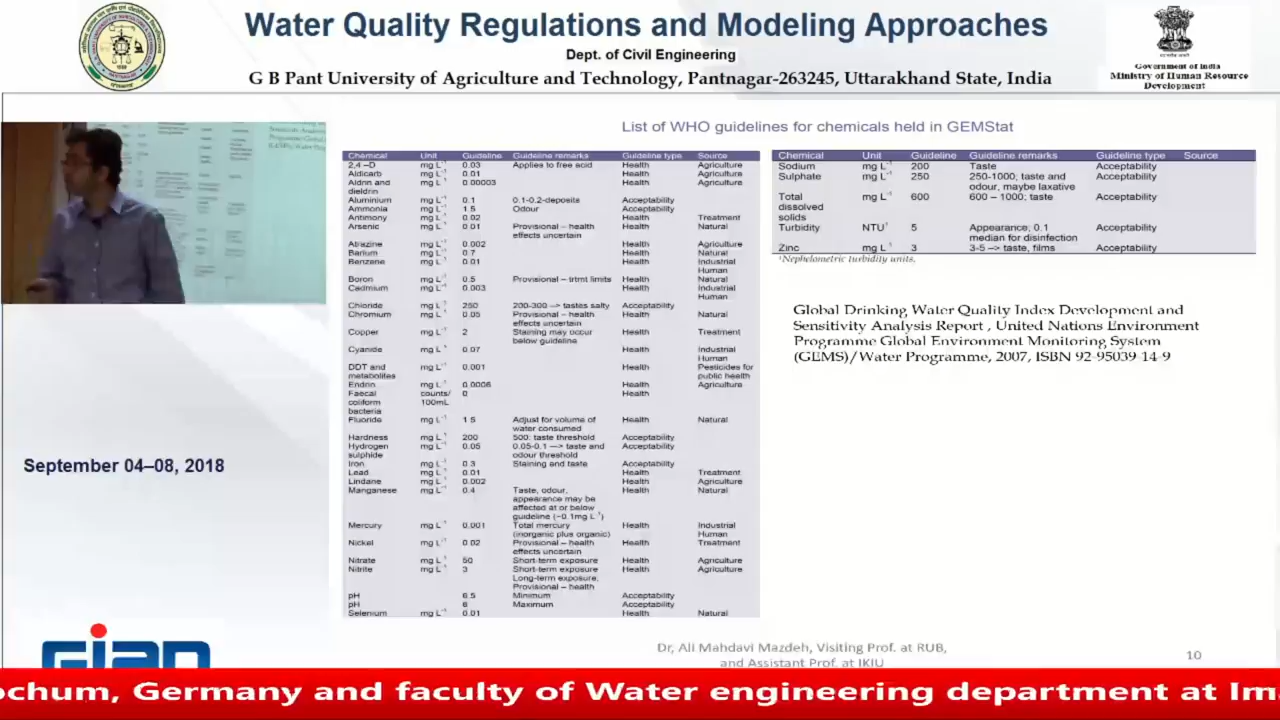 Water Quality Regulations and Modeling Approaches
Dept. of Civil Engineering
G B Pant University of Agriculture and Technology, Pantnagar-263245, Uttarakhand State, India
Government of India
Ministry of Human Resource
Development
List of WHO guidelines for chemicals held in GEMStat
Chemical Unit Guideline Guideline remarks Guideline type Source
2,4 –D mg L⁻¹ 0.03 Applies to free acid Health Agriculture
Aldicarb mg L⁻¹ 0.01 Health Agriculture
Aldrin and mg L⁻¹ 0.00003 Health Agriculture
dieldrin
Aluminium mg L⁻¹ 0.1 0.1-0.2-deposits Acceptability
Ammonia mg L⁻¹ 1.5 Odour Acceptability
Antimony mg L⁻¹ 0.02 Health Treatment
Arsenic mg L⁻¹ 0.01 Provisional – health Health Natural
effects uncertain
Atrazine mg L⁻¹ 0.002 Health Agriculture
Barium mg L⁻¹ 0.7 Health Natural
Benzene mg L⁻¹ 0.01 Health Industrial
Human
Boron mg L⁻¹ 0.5 Provisional – trtmt limits Health Natural
Cadmium mg L⁻¹ 0.003 Health Industrial
Human
Chloride mg L⁻¹ 250 200-300 —> tastes salty Acceptability
Chromium mg L⁻¹ 0.05 Provisional – health Health Natural
effects uncertain
Copper mg L⁻¹ 2 Staining may occur Health Treatment
below guideline
Cyanide mg L⁻¹ 0.07 Health Industrial
Human
DDT and mg L⁻¹ 0.001 Health Pesticides for
metabolites public health
Endrin mg L⁻¹ 0.0006 Health Agriculture
Faecal counts/ 0 Health
coliform 100mL
bacteria
Fluoride mg L⁻¹ 1.5 Adjust for volume of Health Natural
water consumed
Hardness mg L⁻¹ 200 500: taste threshold Acceptability
Hydrogen mg L⁻¹ 0.05 0.05-0.1 —> taste and Acceptability
sulphide odour threshold
Iron mg L⁻¹ 0.3 Staining and taste Acceptability
Lead mg L⁻¹ 0.01 Health Treatment
Lindane mg L⁻¹ 0.002 Health Agriculture
Manganese mg L⁻¹ 0.4 Taste, odour, Health Natural
appearance may be
affected at or below
guideline (~0.1mg L⁻¹)
Mercury mg L⁻¹ 0.001 Total mercury Health Industrial
(inorganic plus organic) Human
Nickel mg L⁻¹ 0.02 Provisional – health Health Treatment
effects uncertain
Nitrate mg L⁻¹ 50 Short-term exposure Health Agriculture
Nitrite mg L⁻¹ 3 Short-term exposure Health Agriculture
Long-term exposure;
Provisional – health
pH 6.5 Minimum Acceptability
pH 8 Maximum Acceptability
Selenium mg L⁻¹ 0.01 Health Natural
Chemical Unit Guideline Guideline remarks Guideline type Source
Sodium mg L⁻¹ 200 Taste Acceptability
Sulphate mg L⁻¹ 250 250-1000; taste and Acceptability
odour, maybe laxative
Total mg L⁻¹ 600 600 – 1000; taste Acceptability
dissolved
solids
Turbidity NTU¹ 5 Appearance; 0.1 Acceptability
median for disinfection
Zinc mg L⁻¹ 3 3-5 —> taste, films Acceptability
¹Nephelometric turbidity units.
Global Drinking Water Quality Index Development and
Sensitivity Analysis Report , United Nations Environment
Programme Global Environment Monitoring System
(GEMS)/Water Programme, 2007, ISBN 92-95039-14-9
September 04–08, 2018
GIAN
Dr, Ali Mahdavi Mazdeh, Visiting Prof. at RUB,
and Assistant Prof. at IKIU
10
ochum, Germany and faculty of Water engineering department at Im